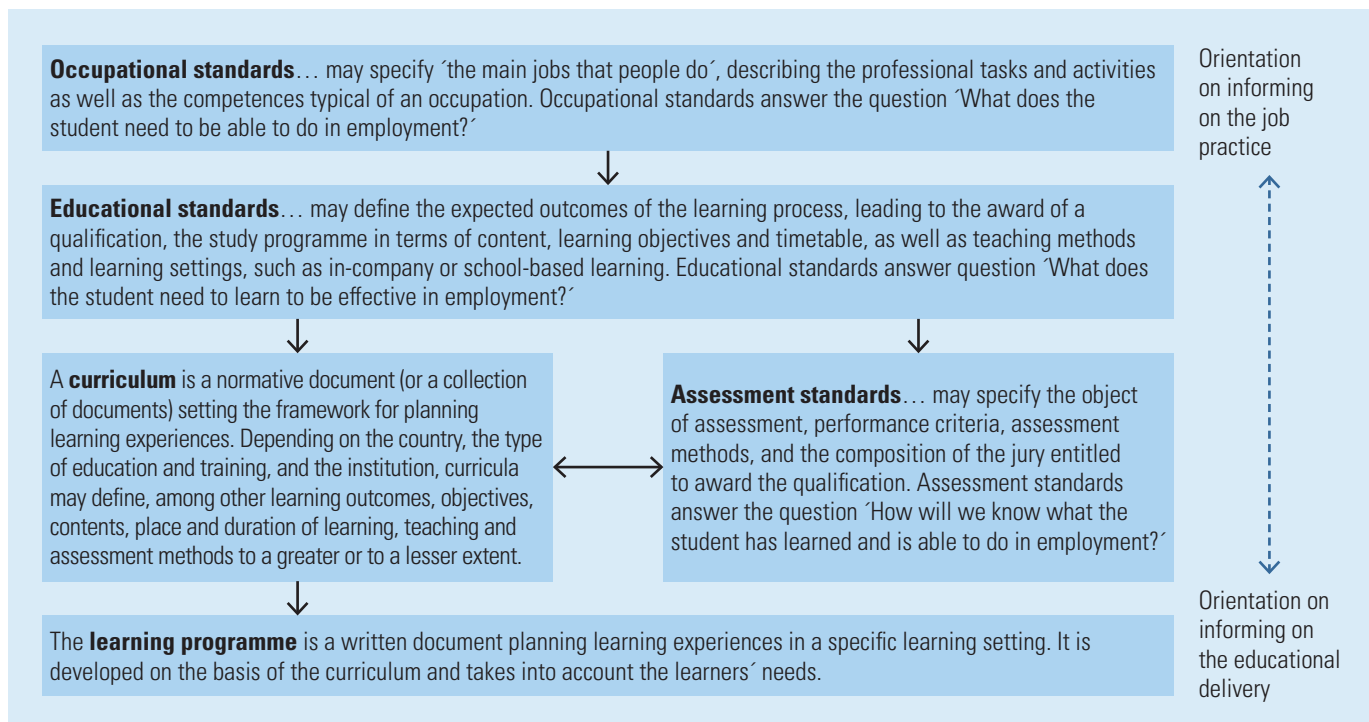 Occupational standards… may specify ´the main jobs that people do´, describing the professional tasks and activities
as well as the competences typical of an occupation. Occupational standards answer the question ´What does the
student need to be able to do in employment?´
Orientation
on informing
on the job
practice
Educational standards… may define the expected outcomes of the learning process, leading to the award of a
qualification, the study programme in terms of content, learning objectives and timetable, as well as teaching methods
and learning settings, such as in-company or school-based learning. Educational standards answer question ´What does
the student need to learn to be effective in employment?´
A curriculum is a normative document (or a collection
of documents) setting the framework for planning
learning experiences. Depending on the country, the type
of education and training, and the institution, curricula
may define, among other learning outcomes, objectives,
contents, place and duration of learning, teaching and
assessment methods to a greater or to a lesser extent.
Assessment standards… may specify the object
of assessment, performance criteria, assessment
methods, and the composition of the jury entitled
to award the qualification. Assessment standards
answer the question ´How will we know what the
student has learned and is able to do in employment?´
The learning programme is a written document planning learning experiences in a specific learning setting. It is
developed on the basis of the curriculum and takes into account the learners´ needs.
Orientation on
informing on
the educational
delivery